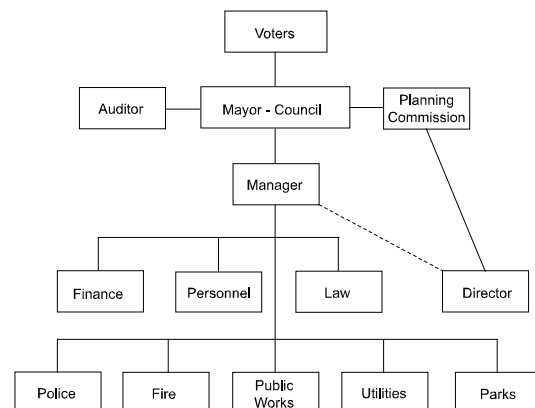 Voters
Auditor
Mayor - Council
Planning
Commission
Manager
Finance
Personnel
Law
Director
Police
Fire
Public
Works
Utilities
Parks